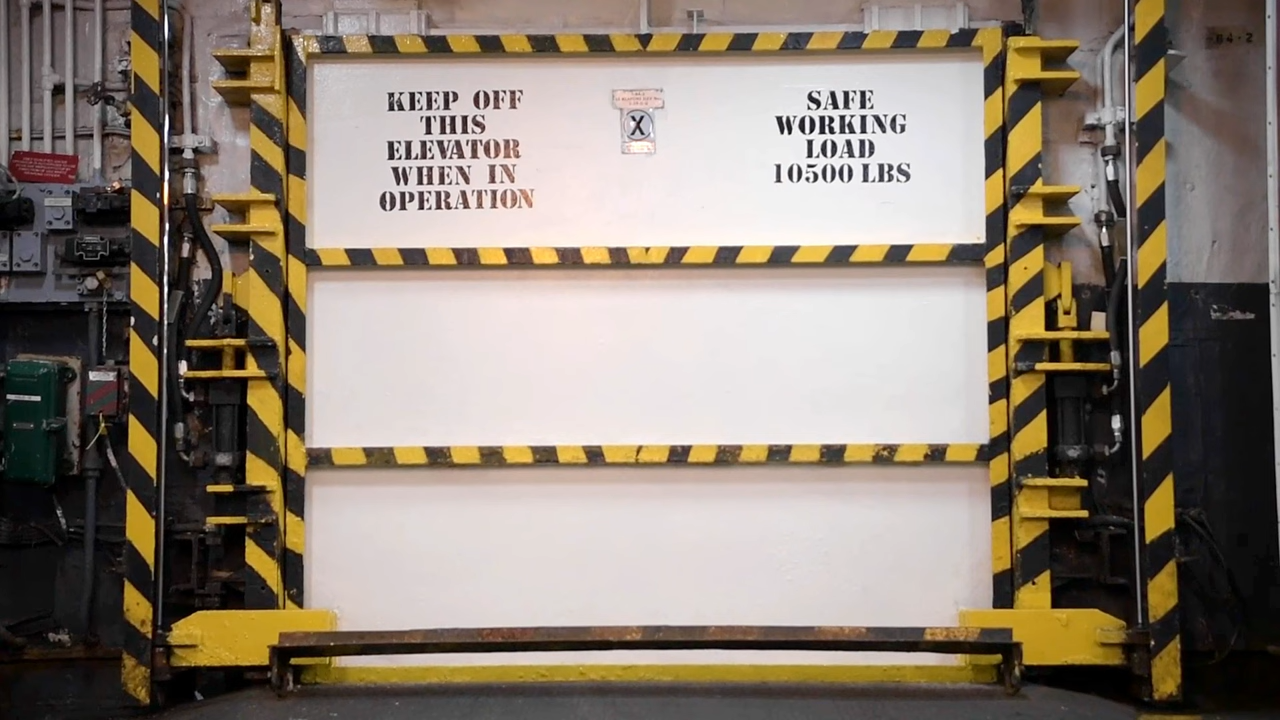 KEEP OFF
THIS
ELEVATOR
WHEN IN
OPERATION
X
SAFE
WORKING
LOAD
10500 LBS